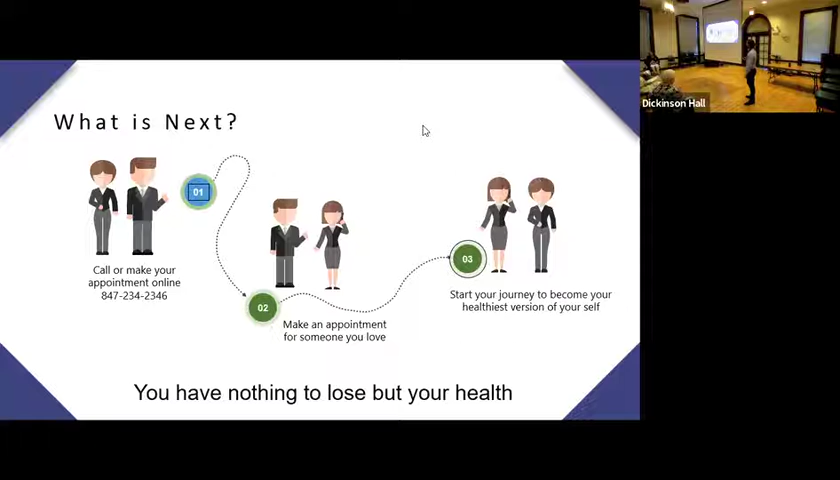 What is Next?
01
Call or make your
appointment online
847-234-2346
02
Make an appointment
for someone you love
03
Start your journey to become your
healthiest version of your self
You have nothing to lose but your health
Dickinson Hall